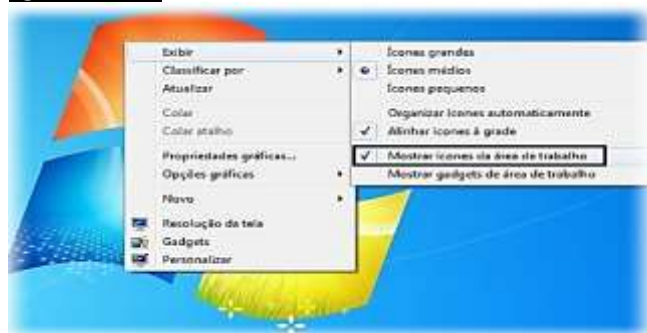 Exibir
Classificar por
Atualizar
Colar
Colar atalho
Propriedades gráficas...
Opções gráficas
Novo
Resolução da tela
Gadgets
Personalizar
Ícones grandes
Ícones médios
Ícones pequenos
Organizar ícones automaticamente
Alinhar ícones à grade
Mostrar ícones da área de trabalho
Mostrar gadgets de área de trabalho